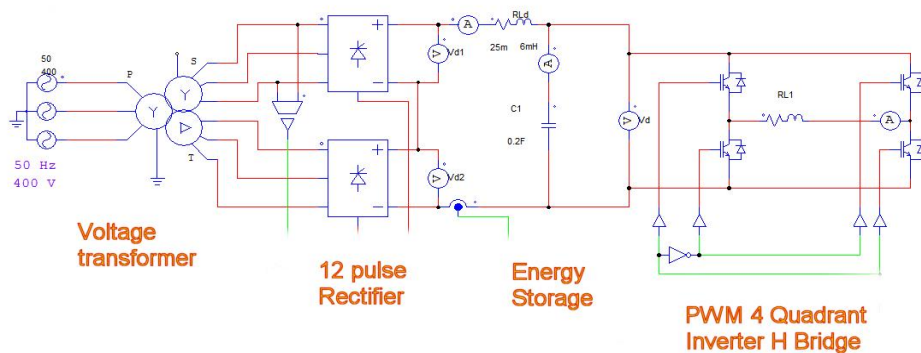 50
400
P
S
Y
Y
T
50 Hz
400 V
Vd1
Vd2
A
RLd
25m
6mH
A
C1
0.2F
V
Vd
RL1
A
Voltage
transformer
12 pulse
Rectifier
Energy
Storage
PWM 4 Quadrant
Inverter H Bridge